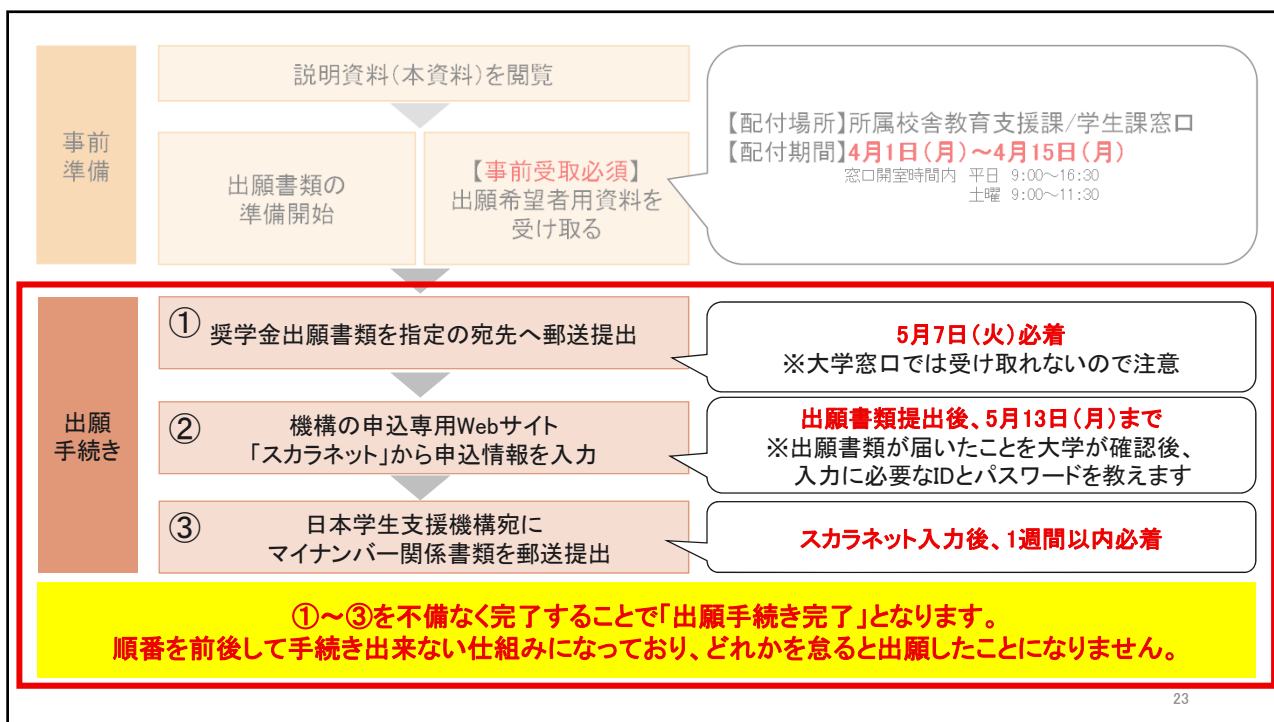 事前
準備
説明資料(本資料)を閲覧
出願書類の
準備開始
【事前受取必須】
出願希望者用資料を
受け取る
【配付場所】所属校舎教育支援課/学生課窓口
【配付期間】4月1日(月)～4月15日(月)
窓口開室時間内 平日 9:00～16:30
土曜 9:00～11:30
出願
手続き
① 奨学金出願書類を指定の宛先へ郵送提出
5月7日(火)必着
※大学窓口では受け取れないので注意
② 機構の申込専用Webサイト
「スカラネット」から申込情報を入力
出願書類提出後、5月13日(月)まで
※出願書類が届いたことを大学が確認後、
入力に必要なIDとパスワードを教えます
③ 日本学生支援機構宛に
マイナンバー関係書類を郵送提出
スカラネット入力後、1週間以内必着
①～③を不備なく完了することで「出願手続き完了」となります。
順番を前後して手続き出来ない仕組みになっており、どれかを怠ると出願したことになりません。
23